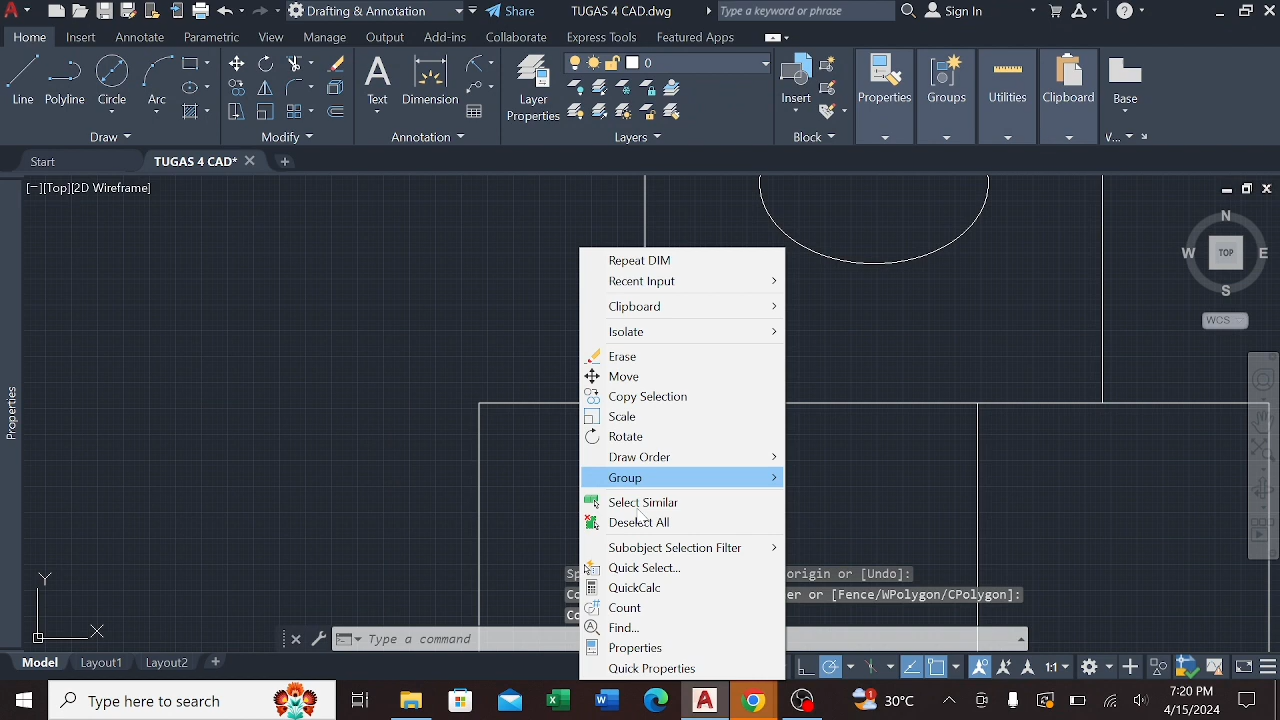 Drafting & Annotation
Share
TUGAS 4 CAD.dwg
Type a keyword or phrase
Sign In
Home
Insert
Annotate
Parametric
View
Manage
Output
Add-ins
Collaborate
Express Tools
Featured Apps
0
Line
Polyline
Circle
Arc
Text
Dimension
Layer
Properties
Insert
Properties
Groups
Utilities
Clipboard
Base
Draw
Modify
Annotation
Layers
Block
V...
Start
TUGAS 4 CAD*
[−][Top][2D Wireframe]
N
W
TOP
E
S
WCS
Properties
Repeat DIM
Recent Input
Clipboard
Isolate
Erase
Move
Copy Selection
Scale
Rotate
Draw Order
Group
Select Similar
Deselect All
Subobject Selection Filter
Quick Select...
QuickCalc
Count
Find...
Properties
Quick Properties
origin or [Undo]:
er or [Fence/WPolygon/CPolygon]:
Type a command
Y
X
Model
Layout1
Layout2
1:1
Type here to search
1
30°C
7:20 PM
4/15/2024